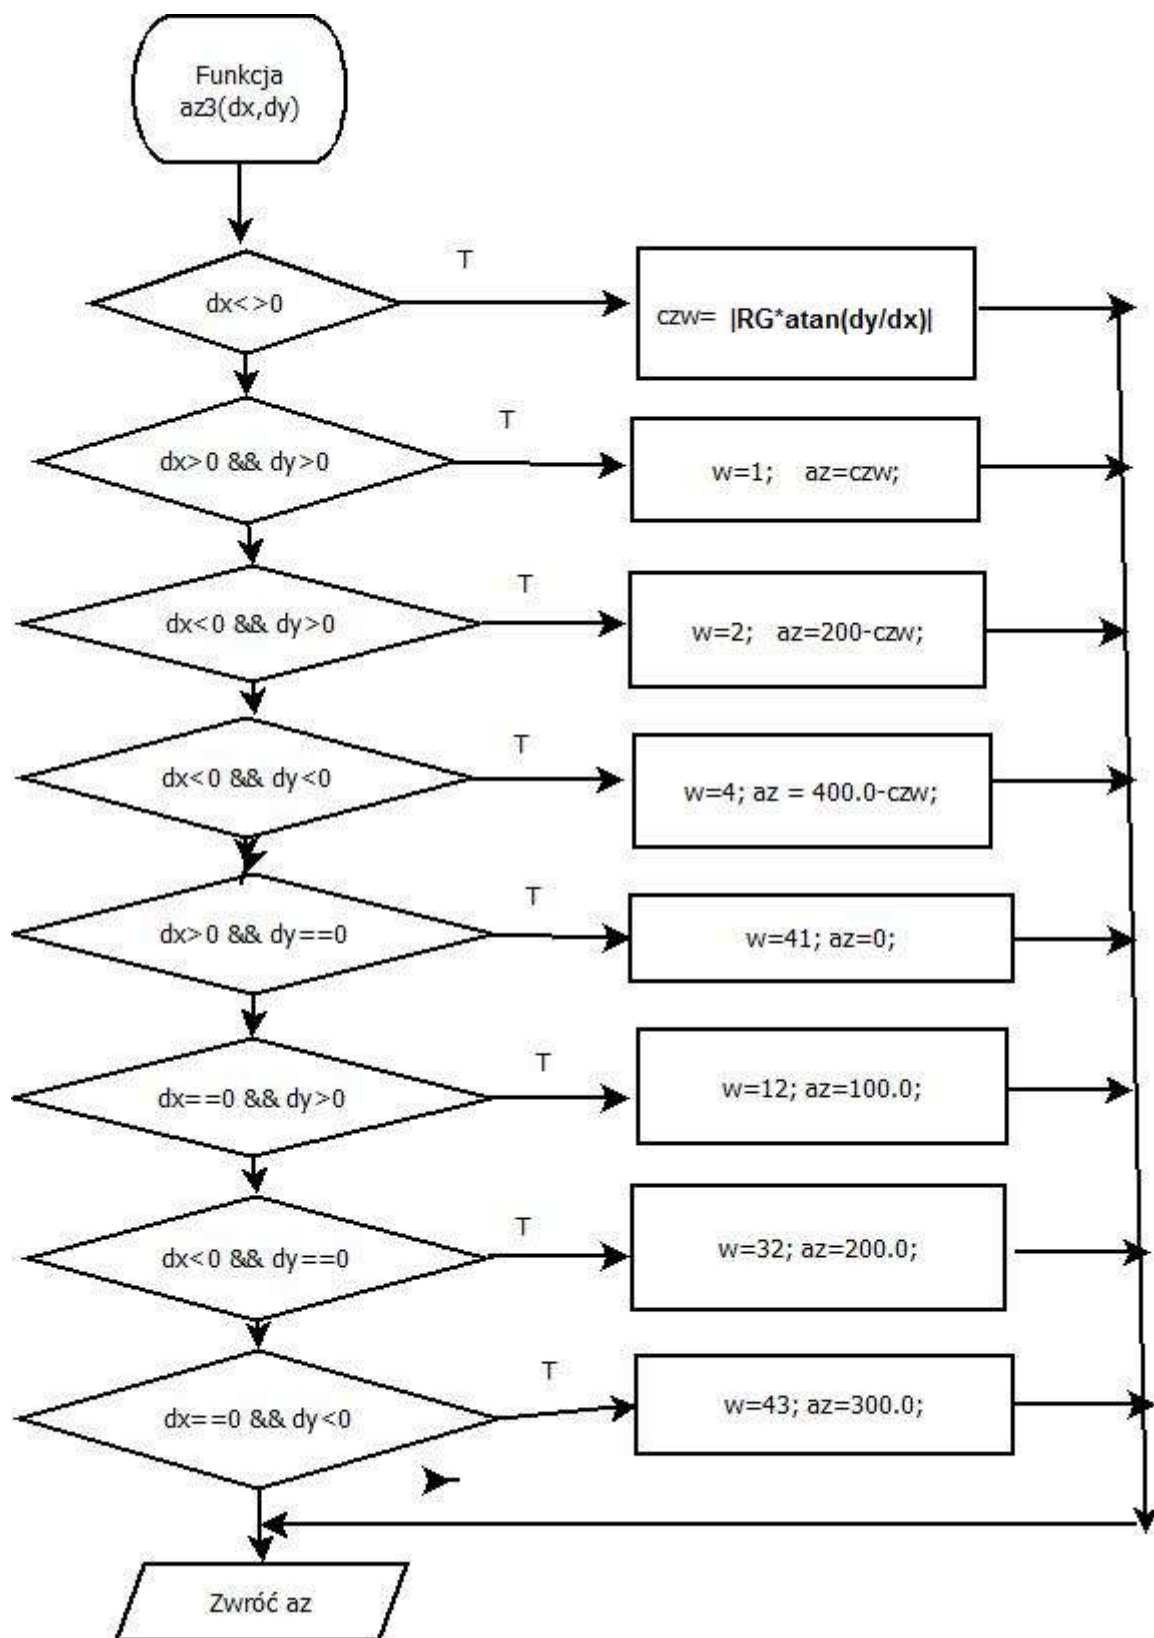 Funkcja
az3(dx,dy)
dx<>0
T
czw= |RG*atan(dy/dx)|
dx>0 && dy>0
T
w=1; az=czw;
dx<0 && dy>0
T
w=2; az=200-czw;
dx<0 && dy<0
T
w=4; az = 400.0-czw;
dx>0 && dy==0
T
w=41; az=0;
dx==0 && dy>0
T
w=12; az=100.0;
dx<0 && dy==0
T
w=32; az=200.0;
dx==0 && dy<0
T
w=43; az=300.0;
Zwróć az